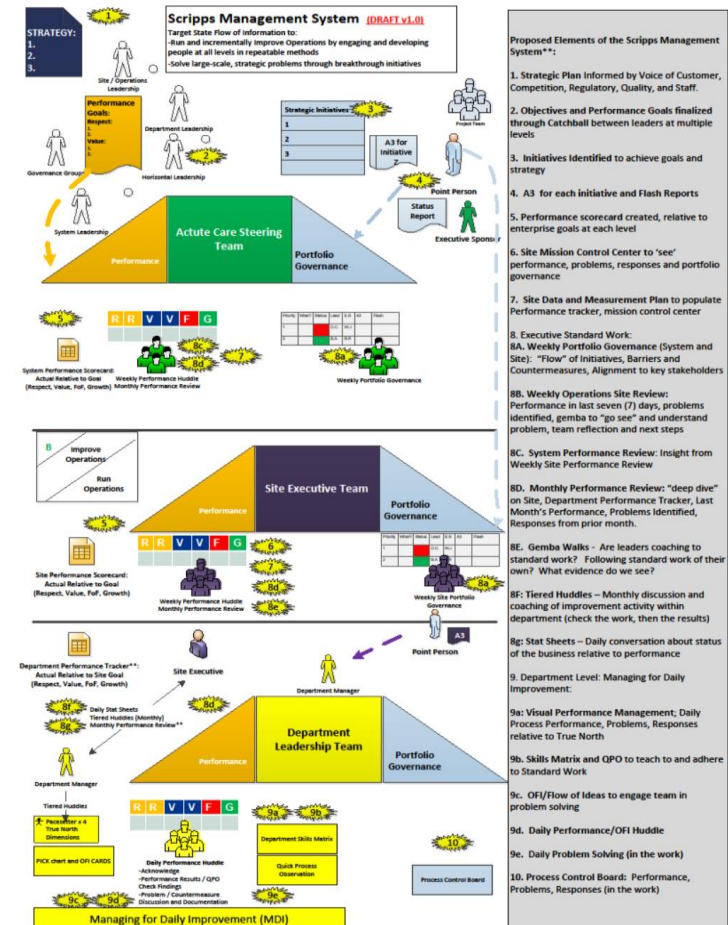 Scripps Management System (DRAFT v1.0)
Target State Flow of Information to:
-Run and incrementally Improve Operations by engaging and developing
people at all levels in repeatable methods
-Solve large-scale, strategic problems through breakthrough initiatives
STRATEGY:
1.
2.
3.
1
Site / Operations
Leadership
Performance
Goals:
Respect:
1.
2.
Value:
1.
2.
Department Leadership
2
Governance Groups
Horizontal Leadership
System Leadership
Strategic Initiatives
1
2
3
3
Project Team
A3 for
Initiative
Z
4
Point Person
Status
Report
Executive Sponsor
Performance
Actute Care Steering
Team
Portfolio
Governance
5
R R V V F G
8c
8d
7
System Performance Scorecard:
Actual Relative to Goal
(Respect, Value, FoF, Growth)
Weekly Performance Huddle
Monthly Performance Review
Priority What? Status Lead E.S A3 Flash
1
2
8a
Weekly Portfolio Governance
B
Improve
Operations
Run
Operations
Performance
Site Executive Team
Portfolio
Governance
5
R R V V F G
6
7
8d
8e
Site Performance Scorecard:
Actual Relative to Goal
(Respect, Value, FoF, Growth)
Weekly Performance Huddle
Monthly Performance Review
Priority What? Status Lead E.S A3 Flash
1
2
8a
Weekly Site Portfolio
Governance
A3
Point Person
Department Performance Tracker**:
Actual Relative to Site Goal
(Respect, Value, FoF, Growth)
Site Executive
Department Manager
8f
8g
Daily Stat Sheets
Tiered Huddles (Monthly)
Monthly Performance Review**
8d
Performance
Department
Leadership Team
Portfolio
Governance
Department Manager
Tiered Huddles
Pacesetter x 4
True North
Dimensions
PICK chart and OFI CARDS
9c
9d
R R V V F G
Daily Performance Huddle
-Acknowledge
-Performance Results / QPO
Check Findings
-Problem / Countermeasure
Discussion and Documentation
9a
9b
Department Skills Matrix
Quick Process
Observation
9e
10
Process Control Board
Managing for Daily Improvement (MDI)
Proposed Elements of the Scripps Management
System**:
1. Strategic Plan Informed by Voice of Customer,
Competition, Regulatory, Quality, and Staff.
2. Objectives and Performance Goals finalized
through Catchball between leaders at multiple
levels
3. Initiatives Identified to achieve goals and
strategy
4. A3 for each initiative and Flash Reports
5. Performance scorecard created, relative to
enterprise goals at each level
6. Site Mission Control Center to 'see'
performance, problems, responses and portfolio
governance
7. Site Data and Measurement Plan to populate
Performance tracker, mission control center
8. Executive Standard Work:
8A. Weekly Portfolio Governance (System and
Site): "Flow" of Initiatives, Barriers and
Countermeasures, Alignment to key stakeholders
8B. Weekly Operations Site Review:
Performance in last seven (7) days, problems
identified, gemba to "go see" and understand
problem, team reflection and next steps
8C. System Performance Review: Insight from
Weekly Site Performance Review
8D. Monthly Performance Review: "deep dive"
on Site, Department Performance Tracker, Last
Month's Performance, Problems Identified,
Responses from prior month.
8E. Gemba Walks - Are leaders coaching to
standard work? Following standard work of their
own? What evidence do we see?
8F: Tiered Huddles – Monthly discussion and
coaching of improvement activity within
department (check the work, then the results)
8g: Stat Sheets – Daily conversation about status
of the business relative to performance
9. Department Level: Managing for Daily
Improvement:
9a: Visual Performance Management; Daily
Process Performance, Problems, Responses
relative to True North
9b. Skills Matrix and QPO to teach to and adhere
to Standard Work
9c. OFI/Flow of Ideas to engage team in
problem solving
9d. Daily Performance/OFI Huddle
9e. Daily Problem Solving (in the work)
10. Process Control Board: Performance,
Problems, Responses (in the work)